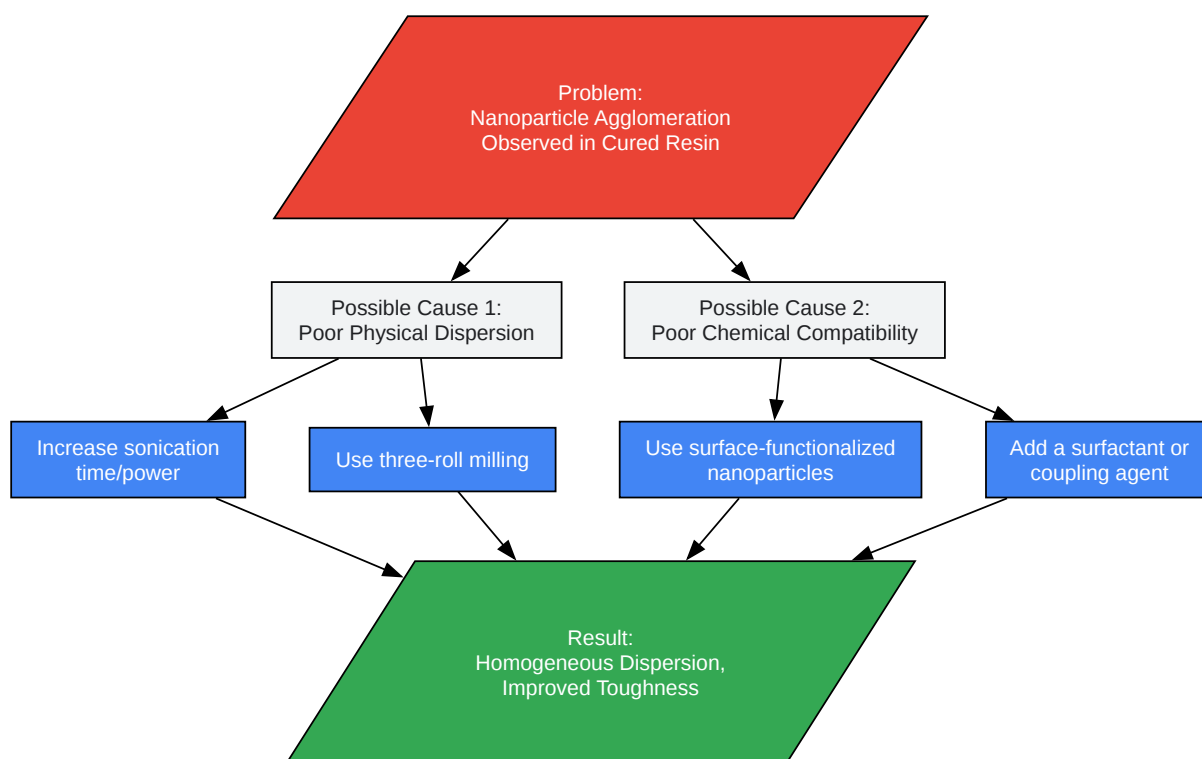 Problem:
Nanoparticle Agglomeration
Observed in Cured Resin
Possible Cause 1:
Poor Physical Dispersion
Possible Cause 2:
Poor Chemical Compatibility
Increase sonication
time/power
Use three-roll milling
Use surface-functionalized
nanoparticles
Add a surfactant or
coupling agent
Result:
Homogeneous Dispersion,
Improved Toughness